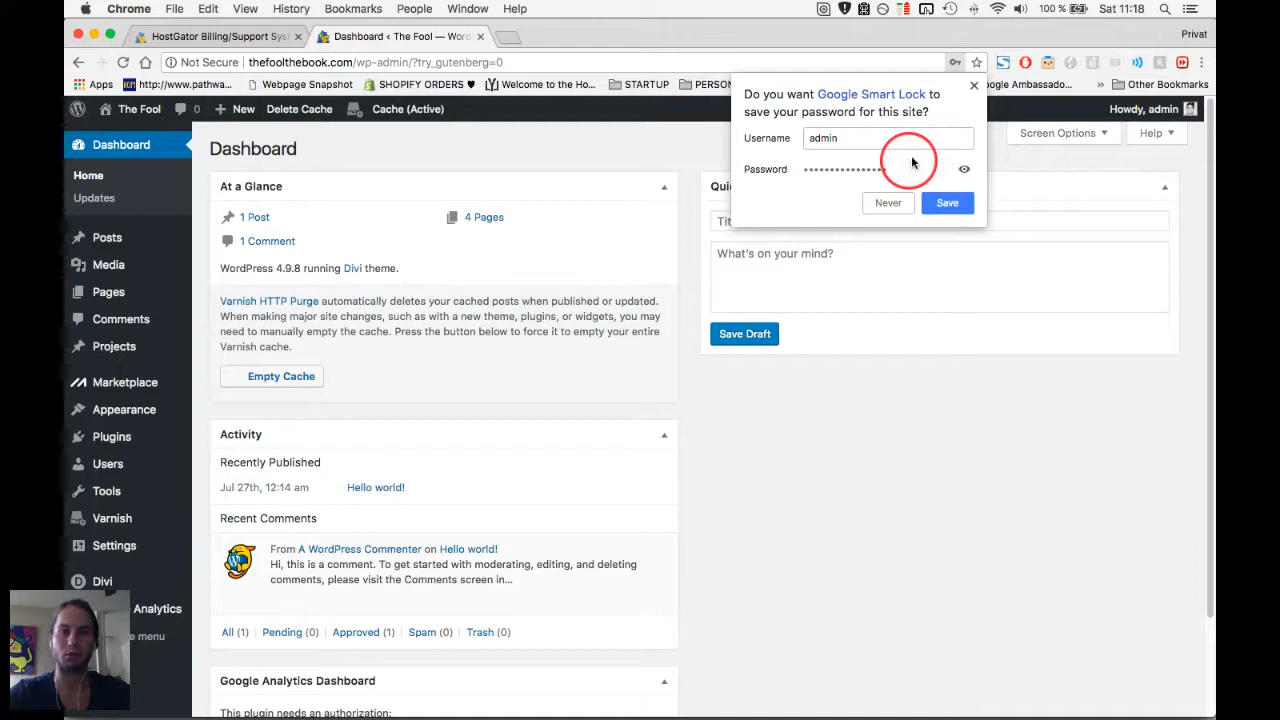 Chrome File Edit View History Bookmarks People Window Help
100 % Sat 11:18
HostGator Billing/Support Sys
Dashboard ‹ The Fool — Word
Privat
Not Secure thefoolthebook.com/wp-admin/?try_gutenberg=0
Apps http://www.pathwa... Webpage Snapshot SHOPIFY ORDERS ♥ Welcome to the Ho... STARTUP PERSON
gle Ambassado... » Other Bookmarks
The Fool 0 + New Delete Cache Cache (Active)
Howdy, admin
Do you want Google Smart Lock to
save your password for this site?
Username admin
Password ••••••••••••••••
Never Save
Screen Options ▼ Help ▼
Dashboard
Home
Updates
Posts
Media
Pages
Comments
Projects
Marketplace
Appearance
Plugins
Users
Tools
Varnish
Settings
Divi
Analytics
se menu
Dashboard
At a Glance
1 Post 4 Pages
1 Comment
WordPress 4.9.8 running Divi theme.
Varnish HTTP Purge automatically deletes your cached posts when published or updated.
When making major site changes, such as with a new theme, plugins, or widgets, you may
need to manually empty the cache. Press the button below to force it to empty your entire
Varnish cache.
Empty Cache
Activity
Recently Published
Jul 27th, 12:14 am Hello world!
Recent Comments
From A WordPress Commenter on Hello world!
Hi, this is a comment. To get started with moderating, editing, and deleting
comments, please visit the Comments screen in…
All (1) | Pending (0) | Approved (1) | Spam (0) | Trash (0)
Google Analytics Dashboard
This plugin needs an authorization:
Quic
Titl
What's on your mind?
Save Draft